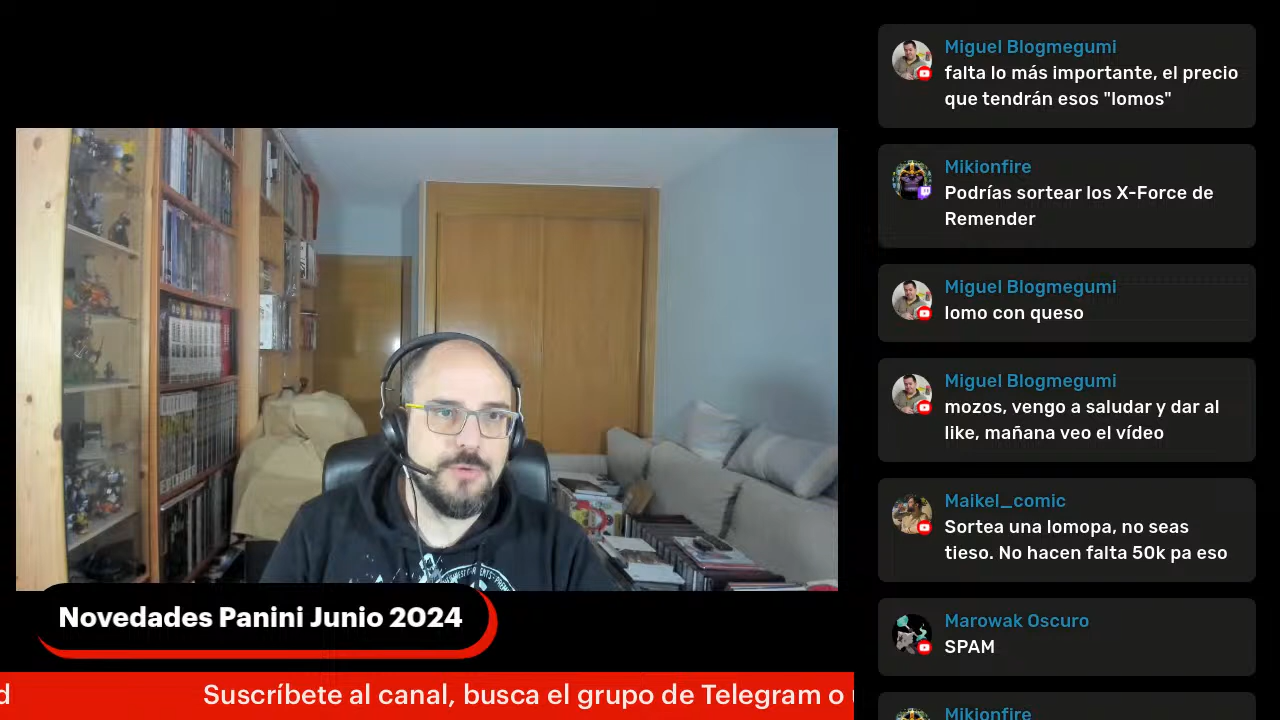 Miguel Blogmegumi
falta lo más importante, el precio
que tendrán esos "lomos"
Mikionfire
Podrías sortear los X-Force de
Remender
Miguel Blogmegumi
lomo con queso
Miguel Blogmegumi
mozos, vengo a saludar y dar al
like, mañana veo el vídeo
Maikel_comic
Sortea una lomopa, no seas
tieso. No hacen falta 50k pa eso
Marowak Oscuro
SPAM
Mikionfire
Novedades Panini Junio 2024
d Suscríbete al canal, busca el grupo de Telegram o